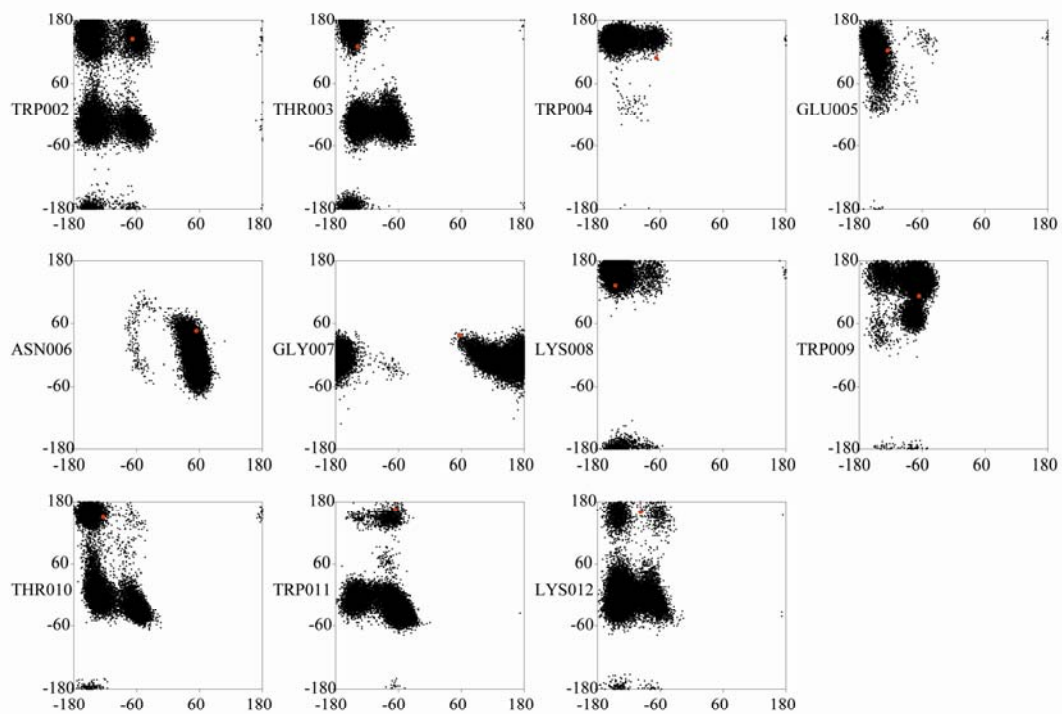 180 180 180 180
60 60 60 60
TRP002 THR003 TRP004 GLU005
-60 -60 -60 -60
-180 -180 -180 -180
-180 -60 60 180 -180 -60 60 180 -180 -60 60 180 -180 -60 60 180
180 180 180 180
60 60 60 60
ASN006 GLY007 LYS008 TRP009
-60 -60 -60 -60
-180 -180 -180 -180
-180 -60 60 180 -180 -60 60 180 -180 -60 60 180 -180 -60 60 180
180 180 180
60 60 60
THR010 TRP011 LYS012
-60 -60 -60
-180 -180 -180
-180 -60 60 180 -180 -60 60 180 -180 -60 60 180